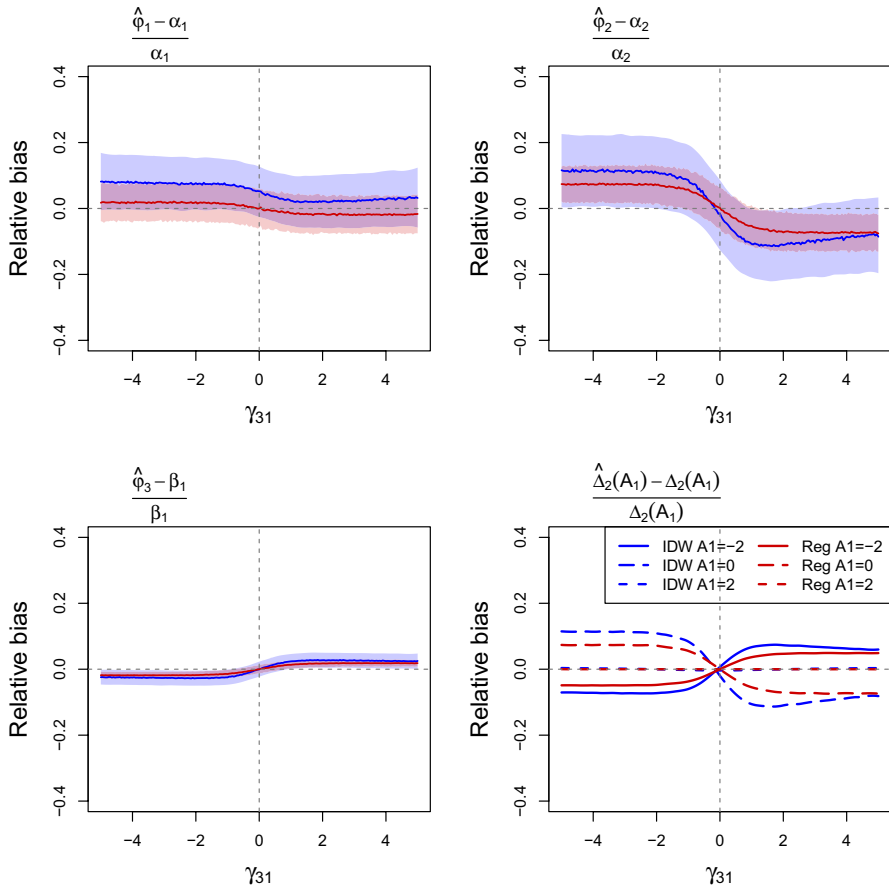 φ̂₁ − α₁
α₁
Relative bias
0.4
0.2
0.0
−0.2
−0.4
−4 −2 0 2 4
γ₃₁
φ̂₂ − α₂
α₂
Relative bias
0.4
0.2
0.0
−0.2
−0.4
−4 −2 0 2 4
γ₃₁
φ̂₃ − β₁
β₁
Relative bias
0.4
0.2
0.0
−0.2
−0.4
−4 −2 0 2 4
γ₃₁
Δ̂₂(A₁) − Δ₂(A₁)
Δ₂(A₁)
Relative bias
0.4
0.2
0.0
−0.2
−0.4
IDW A1=−2 Reg A1=−2
IDW A1=0 Reg A1=0
IDW A1=2 Reg A1=2
−4 −2 0 2 4
γ₃₁